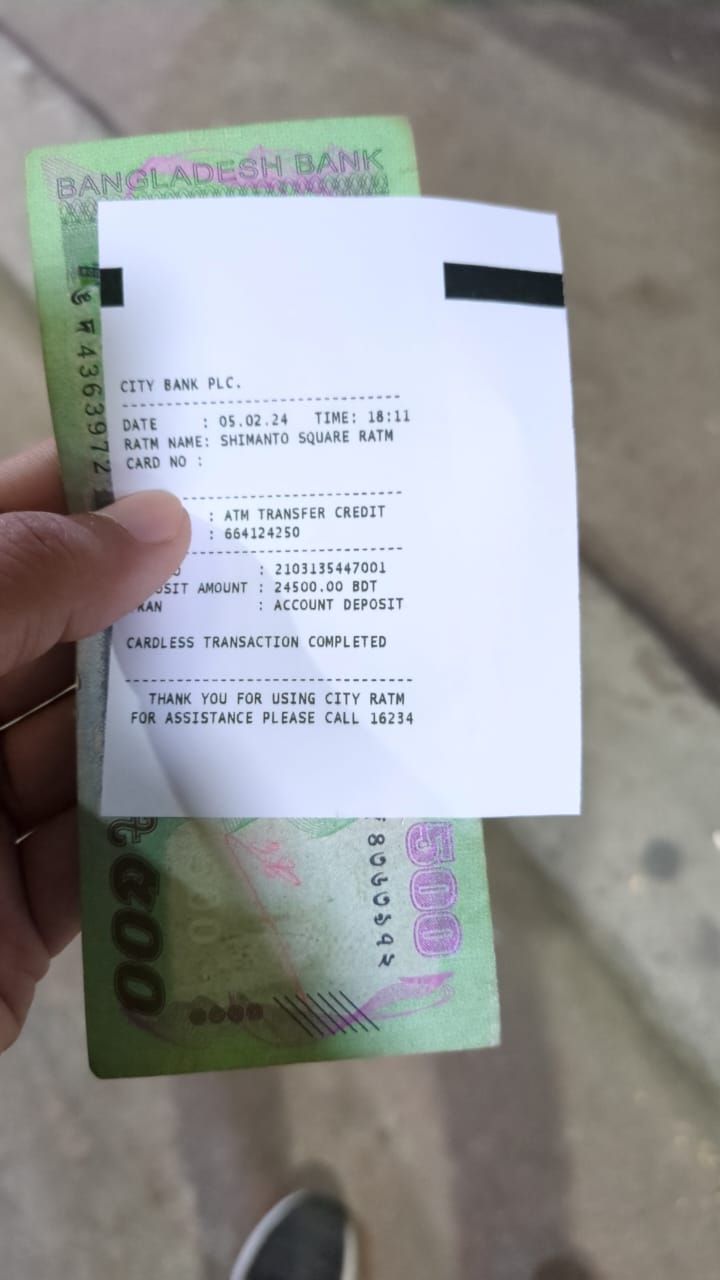 BANGLADESH BANK
4363972
CITY BANK PLC.
DATE : 05.02.24 TIME: 18:11
RATM NAME: SHIMANTO SQUARE RATM
CARD NO :
: ATM TRANSFER CREDIT
: 664124250
: 2103135447001
OSIT AMOUNT : 24500.00 BDT
RAN : ACCOUNT DEPOSIT
CARDLESS TRANSACTION COMPLETED
THANK YOU FOR USING CITY RATM
FOR ASSISTANCE PLEASE CALL 16234
৫০০
500